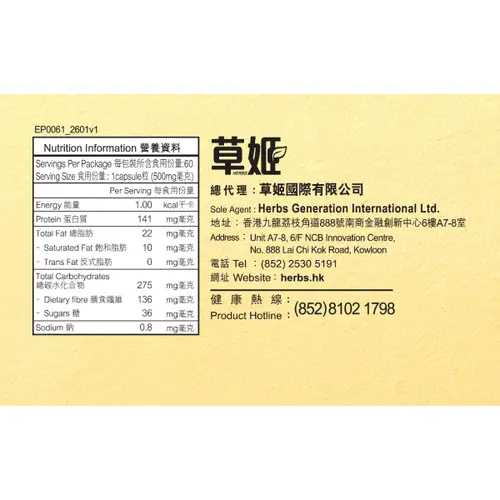 EP0061_2601v1
Nutrition Information 營養資料
Servings Per Package 每包裝所含食用份量:60
Serving Size 食用份量 : 1capsule粒 (500mg毫克)
Per Serving 每食用份量
Energy 能量 1.00 kcal千卡
Protein 蛋白質 141 mg毫克
Total Fat 總脂肪 22 mg毫克
- Saturated Fat 飽和脂肪 10 mg毫克
- Trans Fat 反式脂肪 0 mg毫克
Total Carbohydrates
總碳水化合物 275 mg毫克
- Dietary fibre 膳食纖維 136 mg毫克
- Sugars 糖 36 mg毫克
Sodium 鈉 0.8 mg毫克
草姬
HERBS
總代理 : 草姬國際有限公司
Sole Agent : Herbs Generation International Ltd.
地址 : 香港九龍荔枝角道888號南商金融創新中心6樓A7-8室
Address : Unit A7-8, 6/F NCB Innovation Centre,
No. 888 Lai Chi Kok Road, Kowloon
電話 Tel : (852) 2530 5191
網址 Website : herbs.hk
健康熱線 :
Product Hotline : (852) 8102 1798